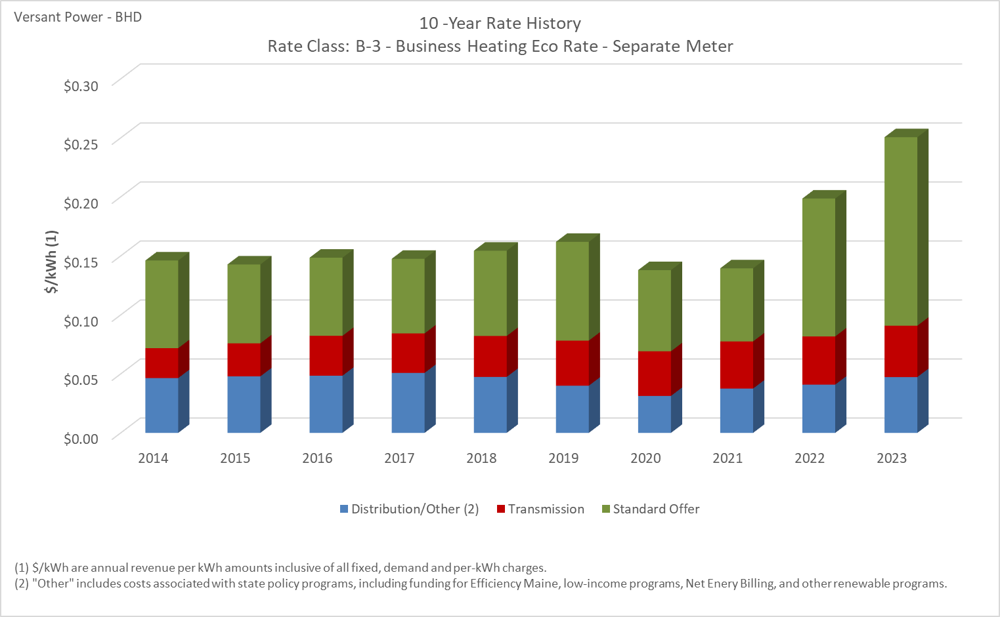 Versant Power - BHD
10 -Year Rate History
Rate Class: B-3 - Business Heating Eco Rate - Separate Meter
$0.30
$0.25
$0.20
$0.15
$0.10
$0.05
$0.00
$/kWh (1)
2014 2015 2016 2017 2018 2019 2020 2021 2022 2023
Distribution/Other (2) Transmission Standard Offer
(1) $/kWh are annual revenue per kWh amounts inclusive of all fixed, demand and per-kWh charges.
(2) "Other" includes costs associated with state policy programs, including funding for Efficiency Maine, low-income programs, Net Enery Billing, and other renewable programs.